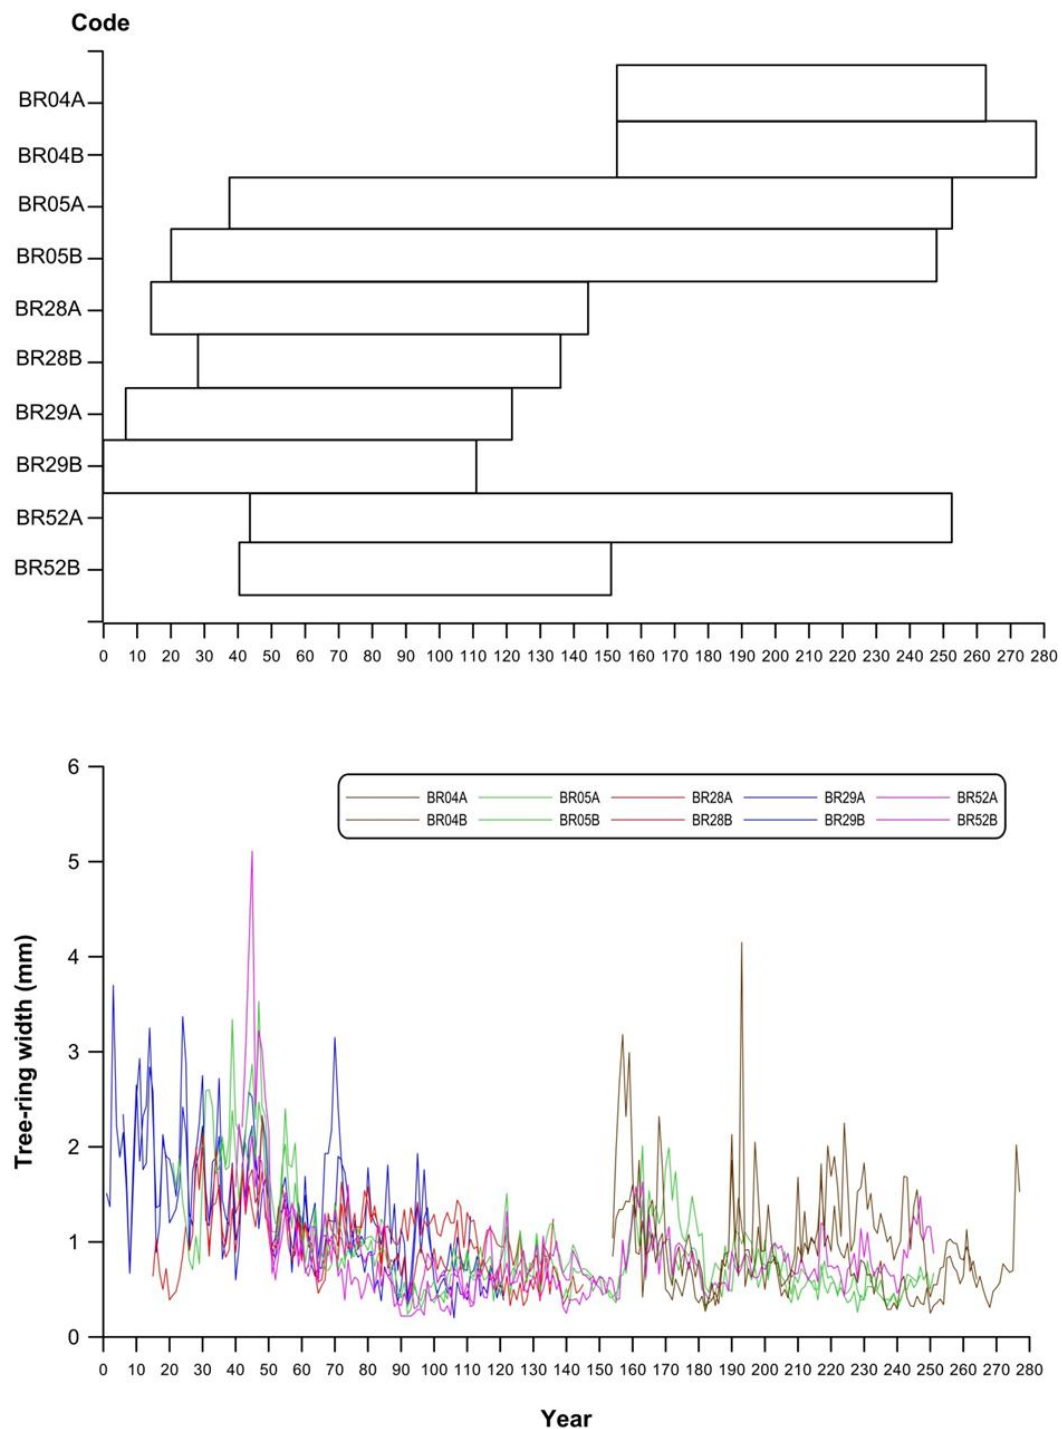 Code
BR04A
BR04B
BR05A
BR05B
BR28A
BR28B
BR29A
BR29B
BR52A
BR52B
0 10 20 30 40 50 60 70 80 90 100 110 120 130 140 150 160 170 180 190 200 210 220 230 240 250 260 270 280
6
BR04A BR05A BR28A BR29A BR52A
BR04B BR05B BR28B BR29B BR52B
5
4
3
2
1
0
Tree-ring width (mm)
0 10 20 30 40 50 60 70 80 90 100 110 120 130 140 150 160 170 180 190 200 210 220 230 240 250 260 270 280
Year